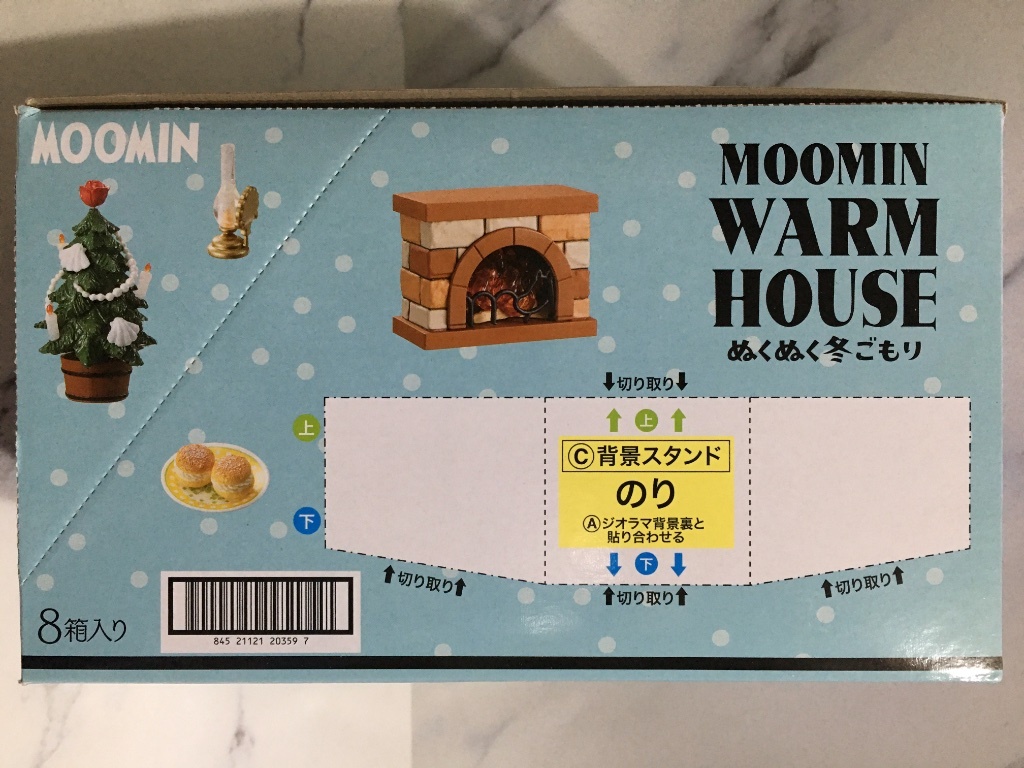 MOOMIN
MOOMIN
WARM
HOUSE
ぬくぬく冬ごもり
⬇切り取り⬇
上
⬆上⬆
Ⓒ背景スタンド
のり
Ⓐジオラマ背景裏と
貼り合わせる
下
⬇下⬇
⬆切り取り⬆
⬆切り取り⬆
⬆切り取り⬆
8箱入り
845 21121 20359 7